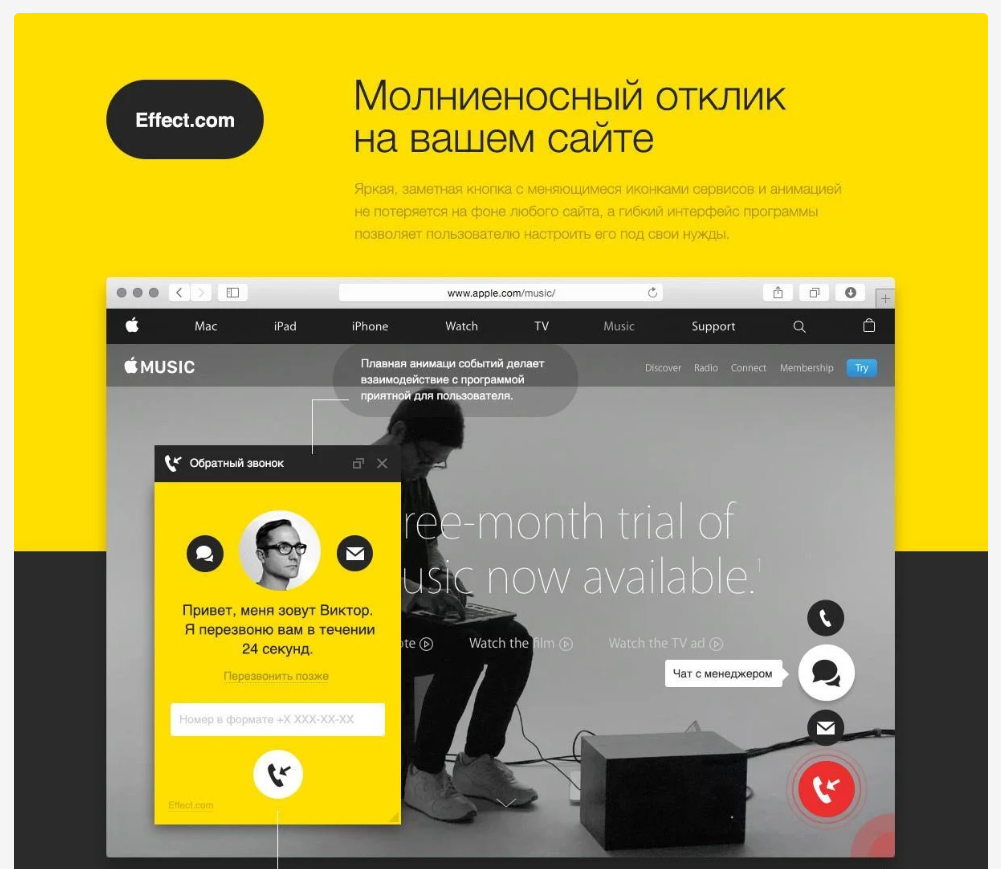 Effect.com
Молниеносный отклик
на вашем сайте
Яркая, заметная кнопка с меняющимеся иконками сервисов и анимацией
не потеряется на фоне любого сайта, а гибкий интерфейс программы
позволяет пользователю настроить его под свои нужды.
www.apple.com/music/
Mac iPad iPhone Watch TV Music Support
MUSIC
Discover Radio Connect Membership Try
Плавная анимаци событий делает
взаимодействие с программой
приятной для пользователя.
Обратный звонок
ree-month trial of
usic now available.¹
Привет, меня зовут Виктор.
Я перезвоню вам в течении
24 секунд.
Перезвонить позже
Номер в формате +X XXX-XX-XX
Effect.com
ote Watch the film Watch the TV ad
Чат с менеджером